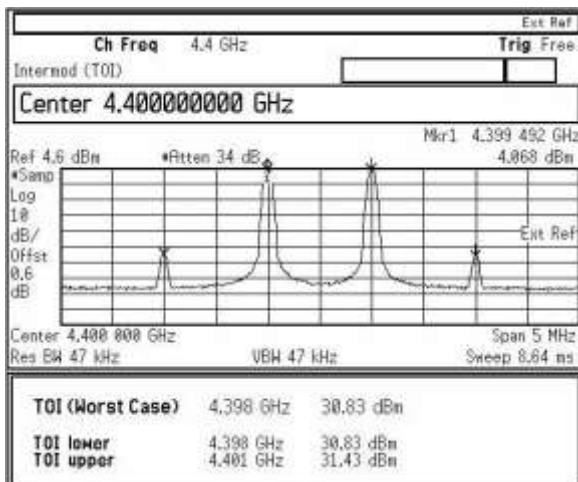 Ext Ref
Ch Freq 4.4 GHz Trig Free
Intermod (TOI)
Center 4.400000000 GHz
Mkr1 4.399 492 GHz
Ref 4.6 dBm #Atten 34 dB 4.068 dBm
#Samp
Log
10
dB/
Offst
0.6
dB
Ext Ref
Center 4.400 000 GHz Span 5 MHz
Res BW 47 kHz VBW 47 kHz Sweep 8.64 ms
TOI (Worst Case) 4.398 GHz 30.83 dBm
TOI lower 4.398 GHz 30.83 dBm
TOI upper 4.401 GHz 31.43 dBm